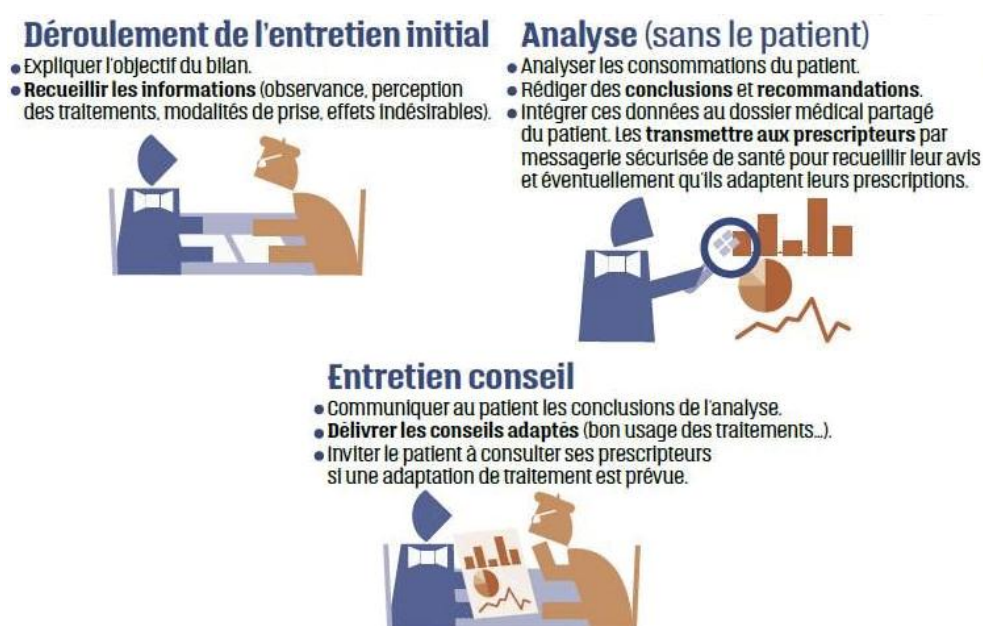 Déroulement de l'entretien initial
• Expliquer l'objectif du bilan.
• Recueillir les informations (observance, perception
des traitements, modalités de prise, effets indésirables).
Analyse (sans le patient)
• Analyser les consommations du patient.
• Rédiger des conclusions et recommandations.
• Intégrer ces données au dossier médical partagé
du patient. Les transmettre aux prescripteurs par
messagerie sécurisée de santé pour recueillir leur avis
et éventuellement qu'ils adaptent leurs prescriptions.
Entretien conseil
• Communiquer au patient les conclusions de l'analyse.
• Délivrer les conseils adaptés (bon usage des traitements...).
• Inviter le patient à consulter ses prescripteurs
si une adaptation de traitement est prévue.